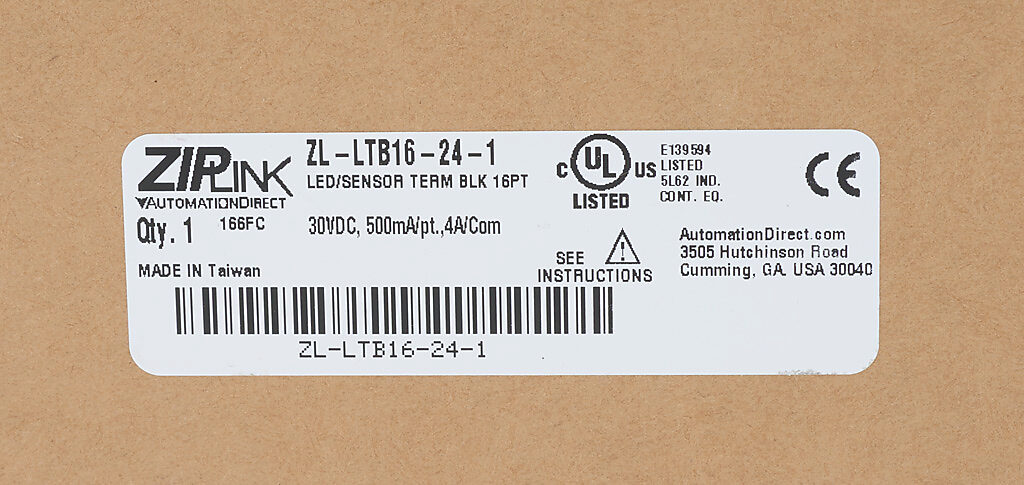 ZIPLINK
AUTOMATIONDIRECT
ZL-LTB16-24-1
LED/SENSOR TERM BLK 16PT
C UL US
LISTED
E139594
LISTED
5L62 IND.
CONT. EQ.
CE
Qty. 1 166FC
30VDC, 500mA/pt.,4A/Com
MADE IN Taiwan
SEE
INSTRUCTIONS
AutomationDirect.com
3505 Hutchinson Road
Cumming, GA. USA 30040
ZL-LTB16-24-1